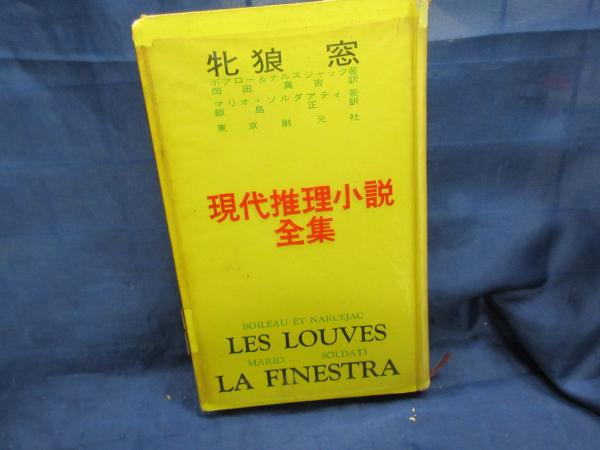 牝狼 窓
ボアロー&ナルスジャック著
岡田真吉訳
マリオ・ソルダアティ著
飯島正訳
東京創元社
現代推理小説
全集
BOILEAU ET NARCEJAC
LES LOUVES
MARIO SOLDATI
LA FINESTRA